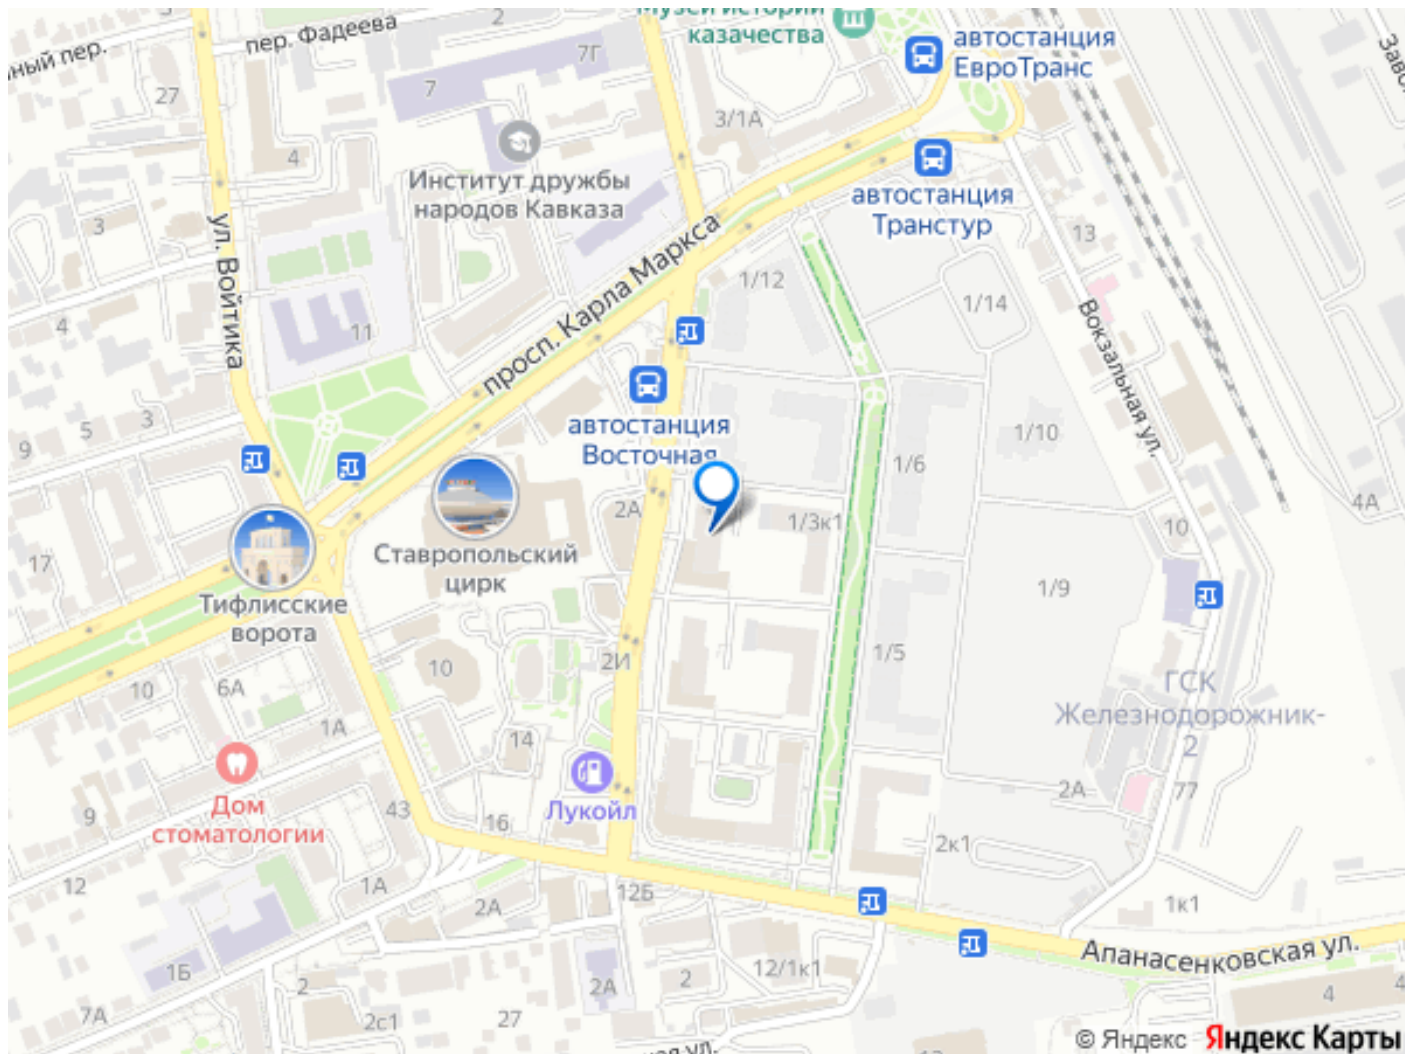 Музей истории
казачества
автостанция
ЕвроТранс
пер. Фадеева
2
7Г
ный пер.
27
7
3/1А
4
Институт дружбы
народов Кавказа
автостанция
Транстур
3
13
ул. Войтика
просп. Карла Маркса
1/12
1/14
4
11
Вокзальная ул.
автостанция
Восточная
9
5
3
1/10
1/6
4А
2А
1/3к1
10
17
Ставропольский
цирк
1/9
Тифлисские
ворота
10
2И
1/5
10
6А
ГСК
Железнодорожник-
2
1А
14
Дом
стоматологии
Лукойл
2А
77
9
43
16
2к1
12
1А
2А
12Б
1к1
Апанасенковская ул.
1Б
2
2А
2
12/1к1
4
7А
2с1
27
© Яндекс
Яндекс Карты